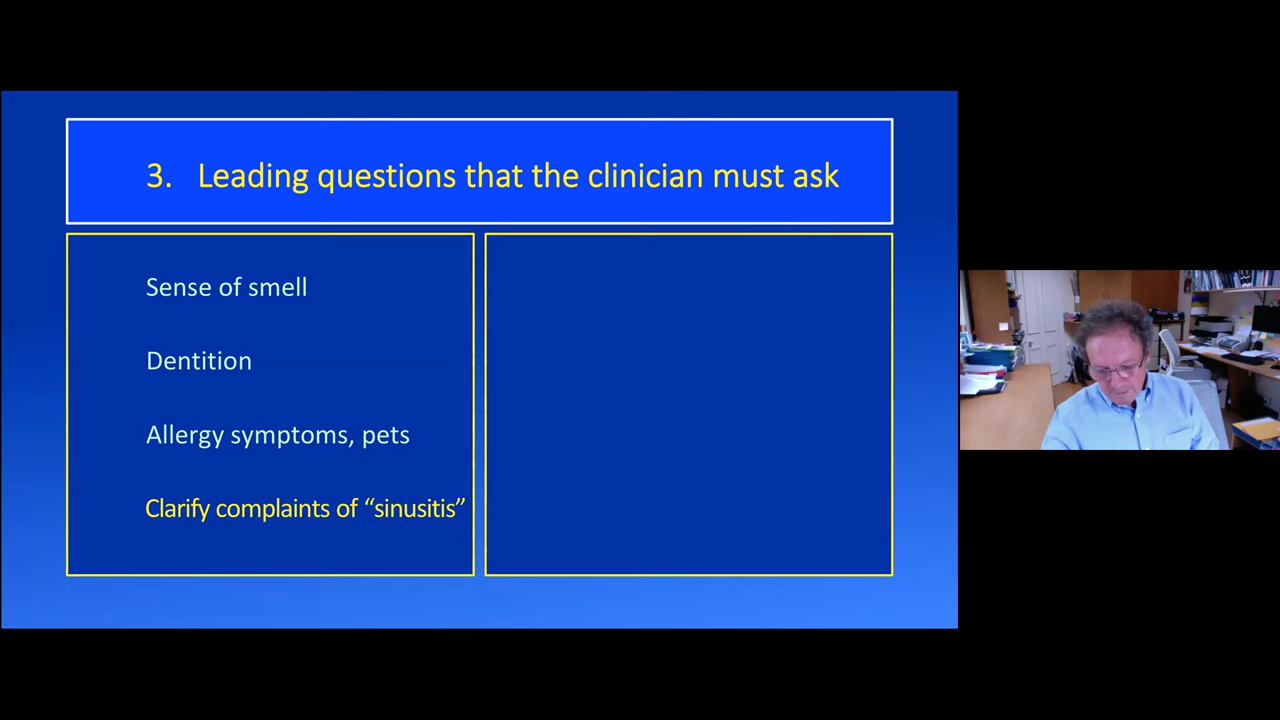 3. Leading questions that the clinician must ask
Sense of smell
Dentition
Allergy symptoms, pets
Clarify complaints of “sinusitis”